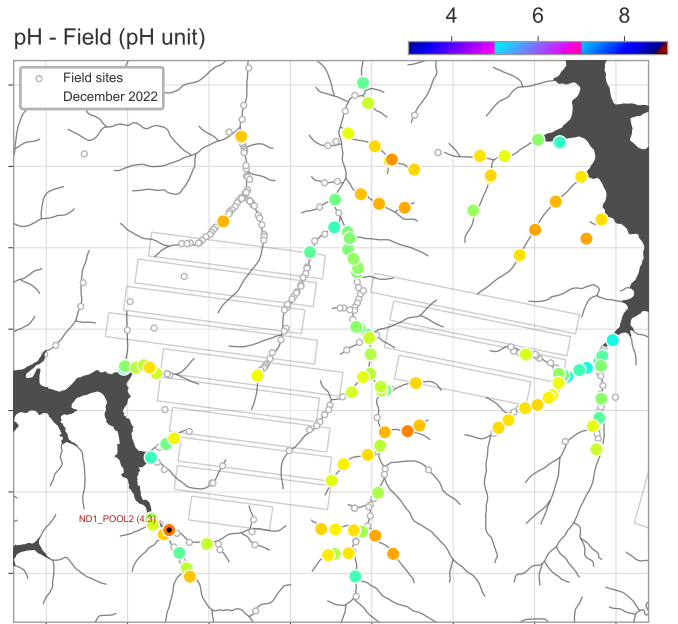 4 6 8
pH - Field (pH unit)
Field sites
December 2022
ND1_POOL2 (4.3)